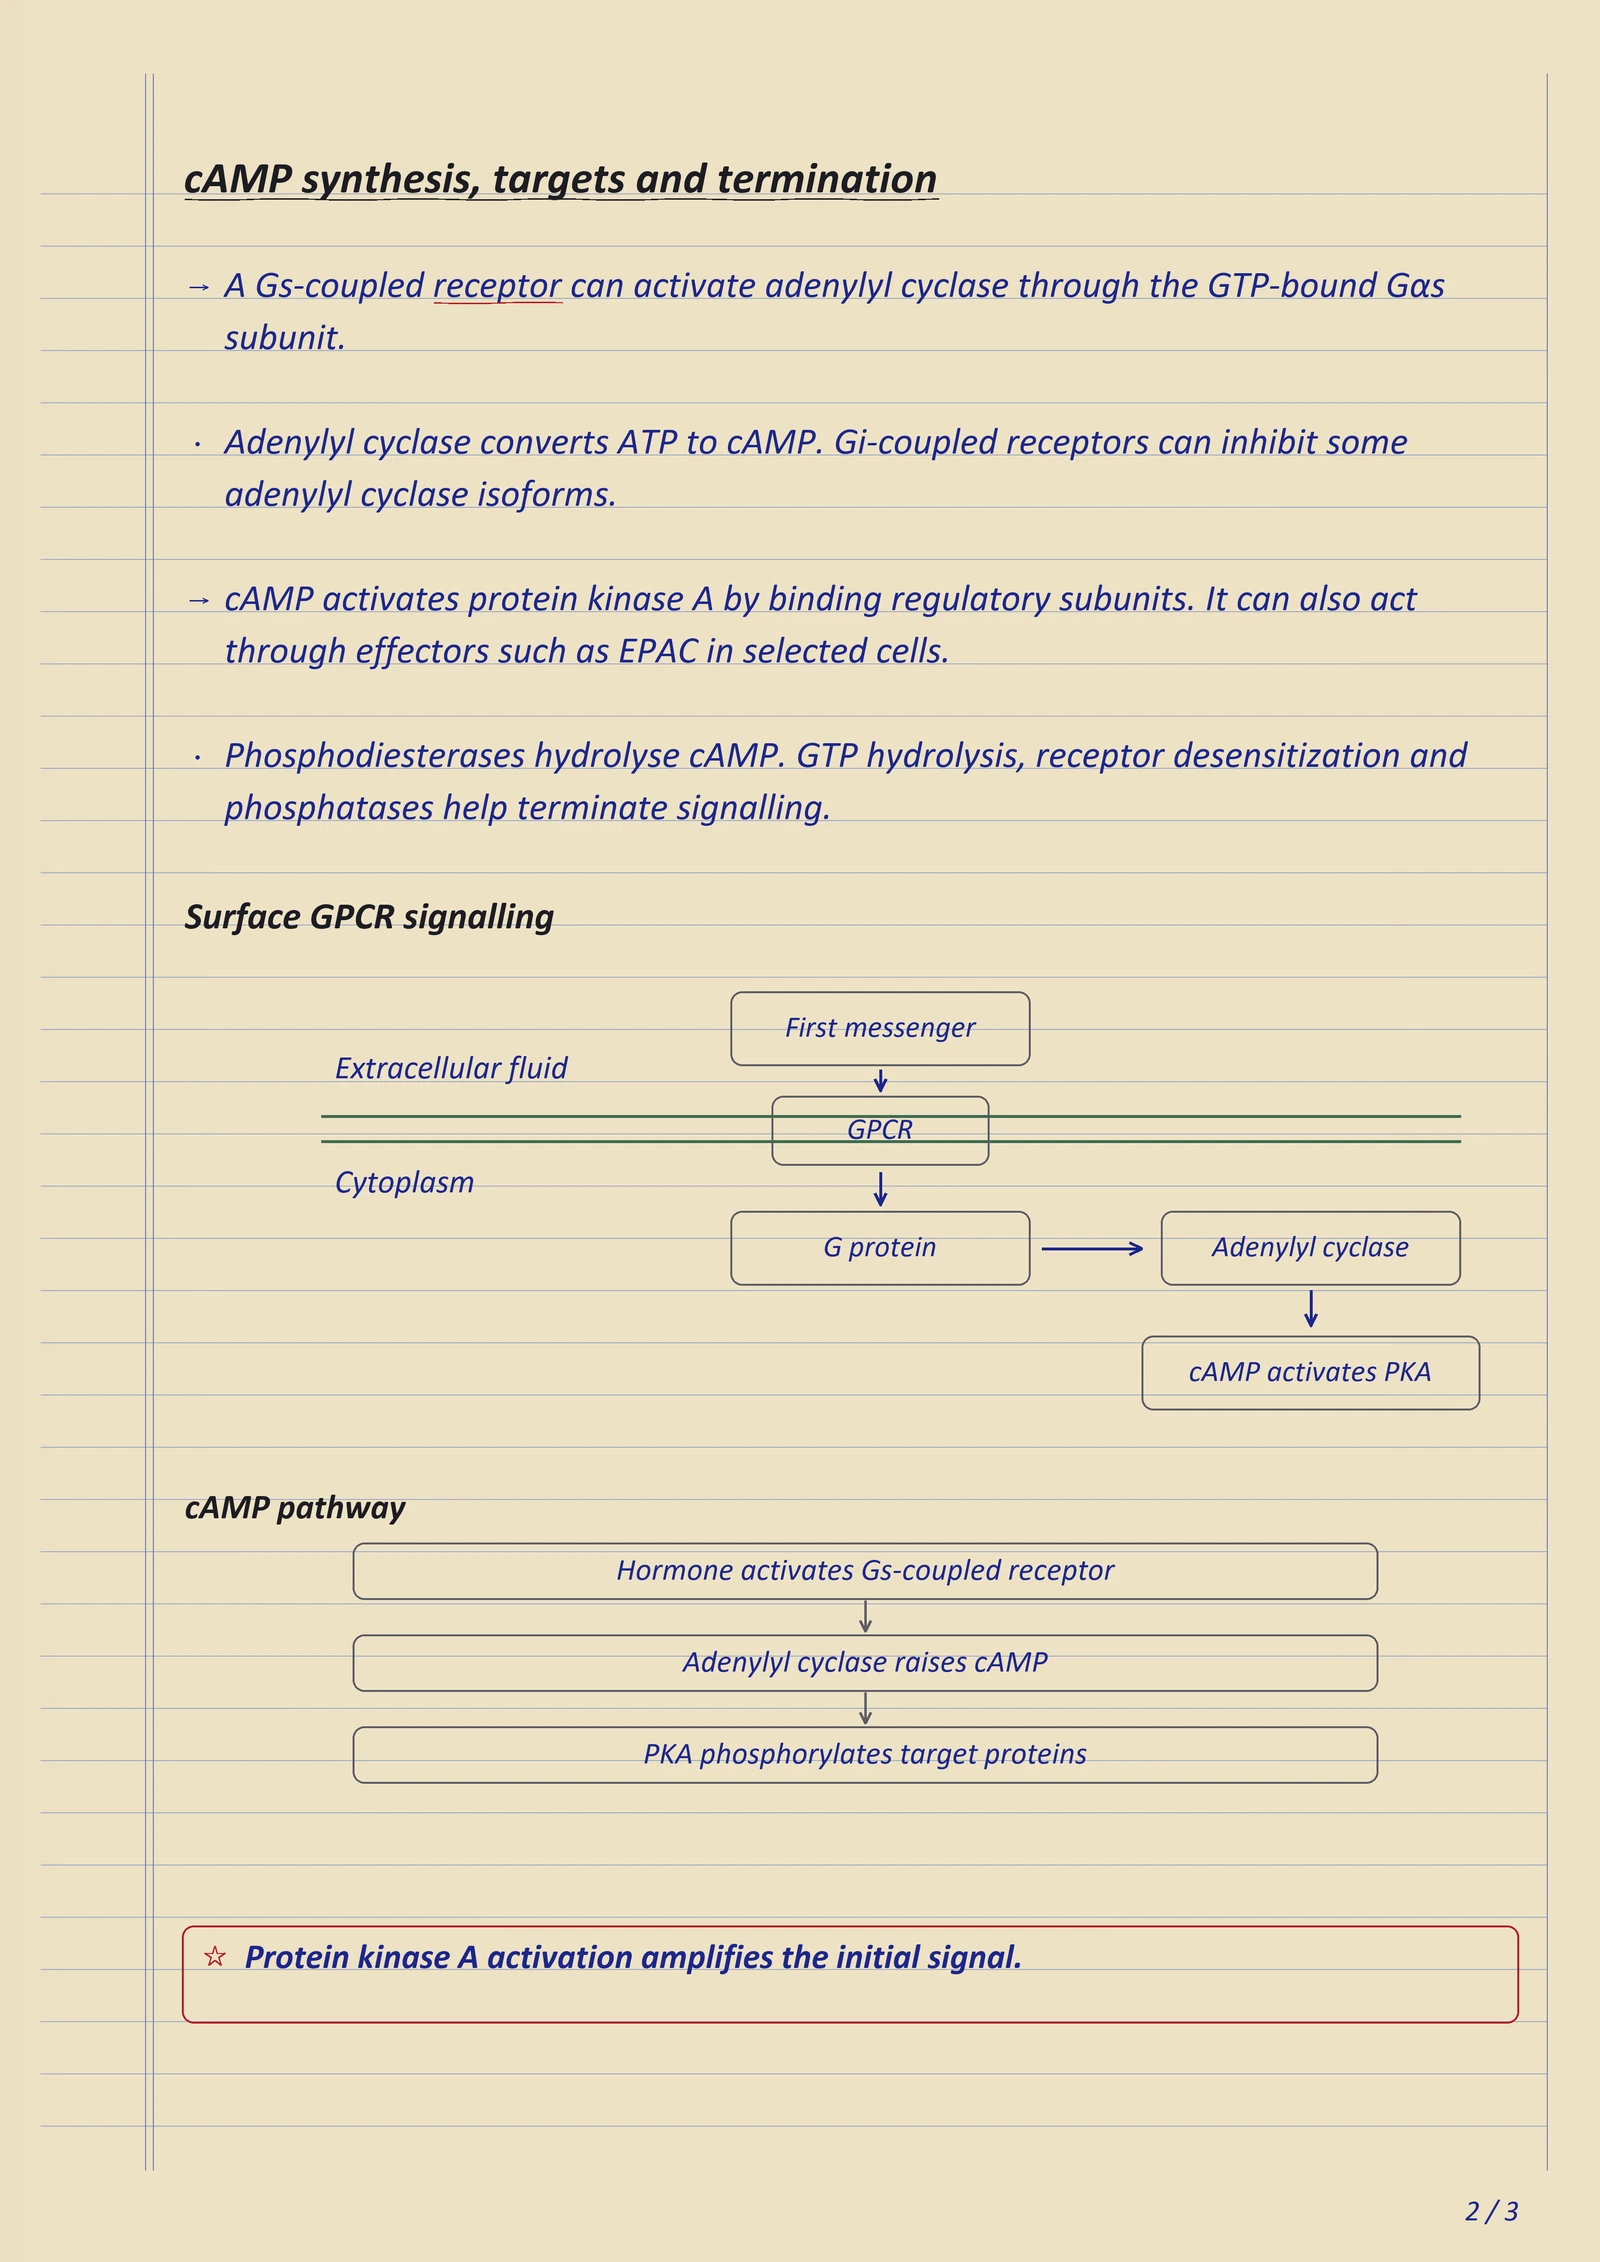 cAMP synthesis, targets and termination
→ A Gs-coupled receptor can activate adenylyl cyclase through the GTP-bound Gαs
subunit.
· Adenylyl cyclase converts ATP to cAMP. Gi-coupled receptors can inhibit some
adenylyl cyclase isoforms.
→ cAMP activates protein kinase A by binding regulatory subunits. It can also act
through effectors such as EPAC in selected cells.
· Phosphodiesterases hydrolyse cAMP. GTP hydrolysis, receptor desensitization and
phosphatases help terminate signalling.
Surface GPCR signalling
First messenger
Extracellular fluid
GPCR
Cytoplasm
G protein
Adenylyl cyclase
cAMP activates PKA
cAMP pathway
Hormone activates Gs-coupled receptor
Adenylyl cyclase raises cAMP
PKA phosphorylates target proteins
☆ Protein kinase A activation amplifies the initial signal.
2 / 3